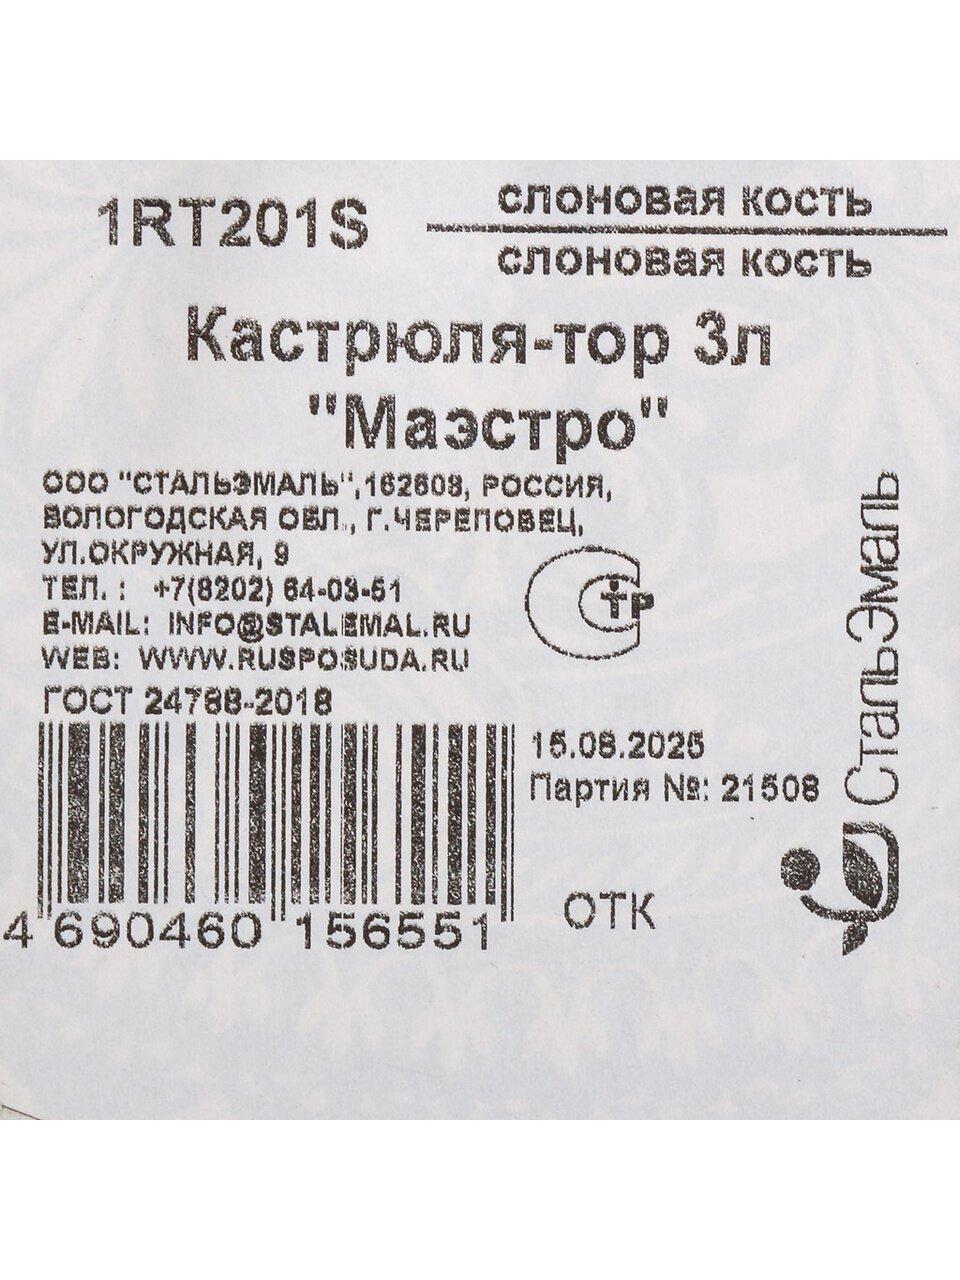 1RT201S
слоновая кость
слоновая кость
Кастрюля-тор 3л
"Маэстро"
ООО "СТАЛЬЭМАЛЬ", 162608, РОССИЯ,
ВОЛОГОДСКАЯ ОБЛ., Г.ЧЕРЕПОВЕЦ,
УЛ.ОКРУЖНАЯ, 9
ТЕЛ. : +7(8202) 64-03-51
E-MAIL: INFO@STALEMAL.RU
WEB: WWW.RUSPOSUDA.RU
ГОСТ 24788-2018
15.08.2025
Партия №: 21508
ОТК
4 690460 156551
СтальЭмаль